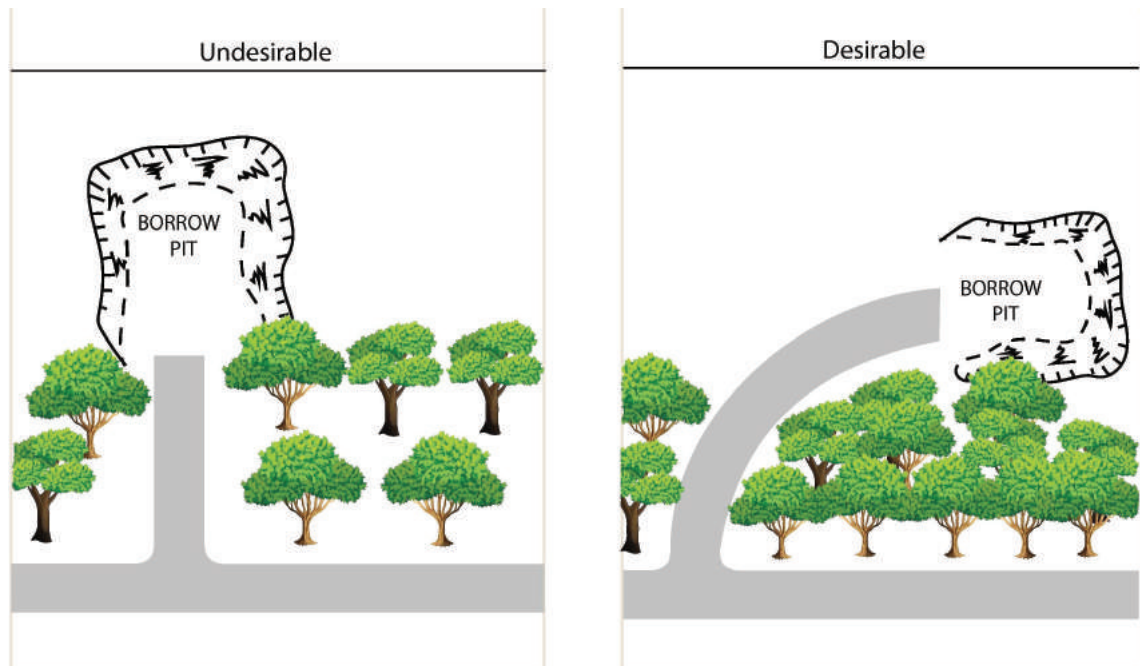 Undesirable
BORROW
PIT
Desirable
BORROW
PIT